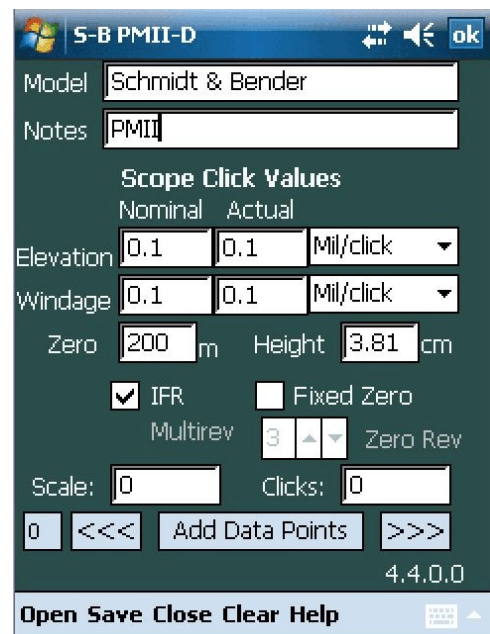 S-B PMII-D ok
Model Schmidt & Bender
Notes PMII
Scope Click Values
Nominal Actual
Elevation 0.1 0.1 Mil/click
Windage 0.1 0.1 Mil/click
Zero 200 m Height 3.81 cm
IFR Fixed Zero
Multirev 3 Zero Rev
Scale: 0 Clicks: 0
0 <<< Add Data Points >>>
4.4.0.0
Open Save Close Clear Help